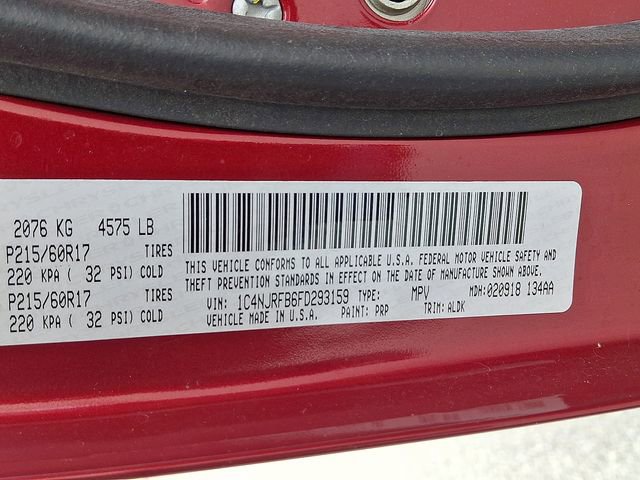 2076 KG 4575 LB
P215/60R17 TIRES
220 KPA ( 32 PSI) COLD
P215/60R17 TIRES
220 KPA ( 32 PSI) COLD
THIS VEHICLE CONFORMS TO ALL APPLICABLE U.S.A. FEDERAL MOTOR VEHICLE SAFETY AND
THEFT PREVENTION STANDARDS IN EFFECT ON THE DATE OF MANUFACTURE SHOWN ABOVE.
VIN: 1C4NJRFB6FD293159 TYPE: MPV MDH:020918 134AA
VEHICLE MADE IN U.S.A. PAINT: PRP TRIM: ALDK